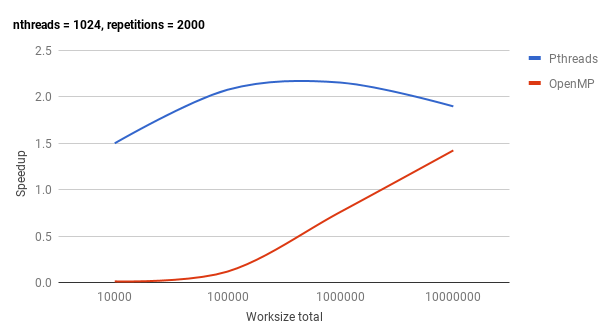 nthreads = 1024, repetitions = 2000
2.5
2.0
1.5
1.0
0.5
0.0
Speedup
10000 100000 1000000 10000000
Worksize total
Pthreads
OpenMP